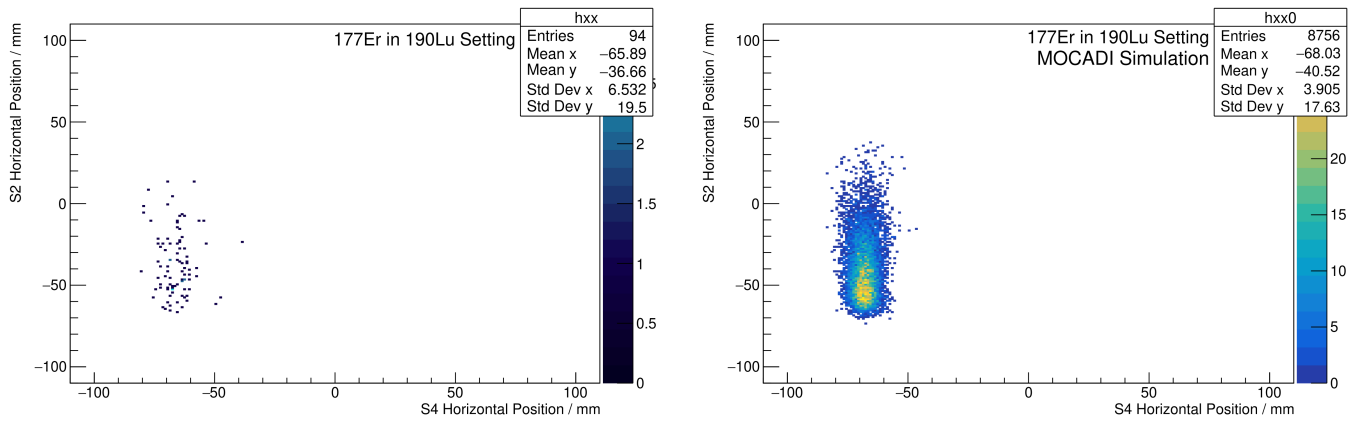 hxx
Entries 94
Mean x −65.89
Mean y −36.66
Std Dev x 6.532
Std Dev y 19.5
177Er in 190Lu Setting
S2 Horizontal Position / mm
100
50
0
−50
−100
−100 −50 0 50 100
S4 Horizontal Position / mm
2
1.5
1
0.5
0
hxx0
Entries 8756
Mean x −68.03
Mean y −40.52
Std Dev x 3.905
Std Dev y 17.63
177Er in 190Lu Setting
MOCADI Simulation
S2 Horizontal Position / mm
100
50
0
−50
−100
−100 −50 0 50 100
S4 Horizontal Position / mm
20
15
10
5
0